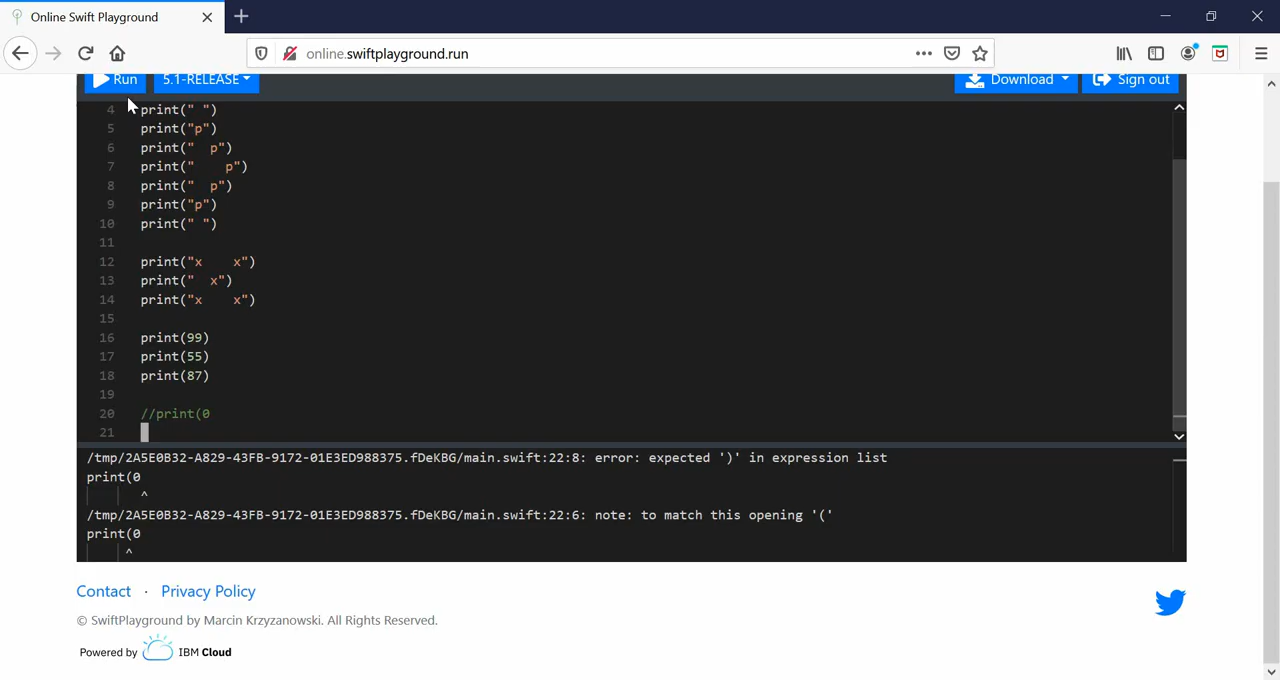 Online Swift Playground
online.swiftplayground.run
Run 5.1-RELEASE Download Sign out
4 print(" ")
5 print("p")
6 print("  p")
7 print("    p")
8 print("  p")
9 print("p")
10 print(" ")
11
12 print("x    x")
13 print("  x")
14 print("x    x")
15
16 print(99)
17 print(55)
18 print(87)
19
20 //print(0
21
/tmp/2A5E0B32-A829-43FB-9172-01E3ED988375.fDeKBG/main.swift:22:8: error: expected ')' in expression list
print(0
^
/tmp/2A5E0B32-A829-43FB-9172-01E3ED988375.fDeKBG/main.swift:22:6: note: to match this opening '('
print(0
^
Contact · Privacy Policy
© SwiftPlayground by Marcin Krzyzanowski. All Rights Reserved.
Powered by IBM Cloud